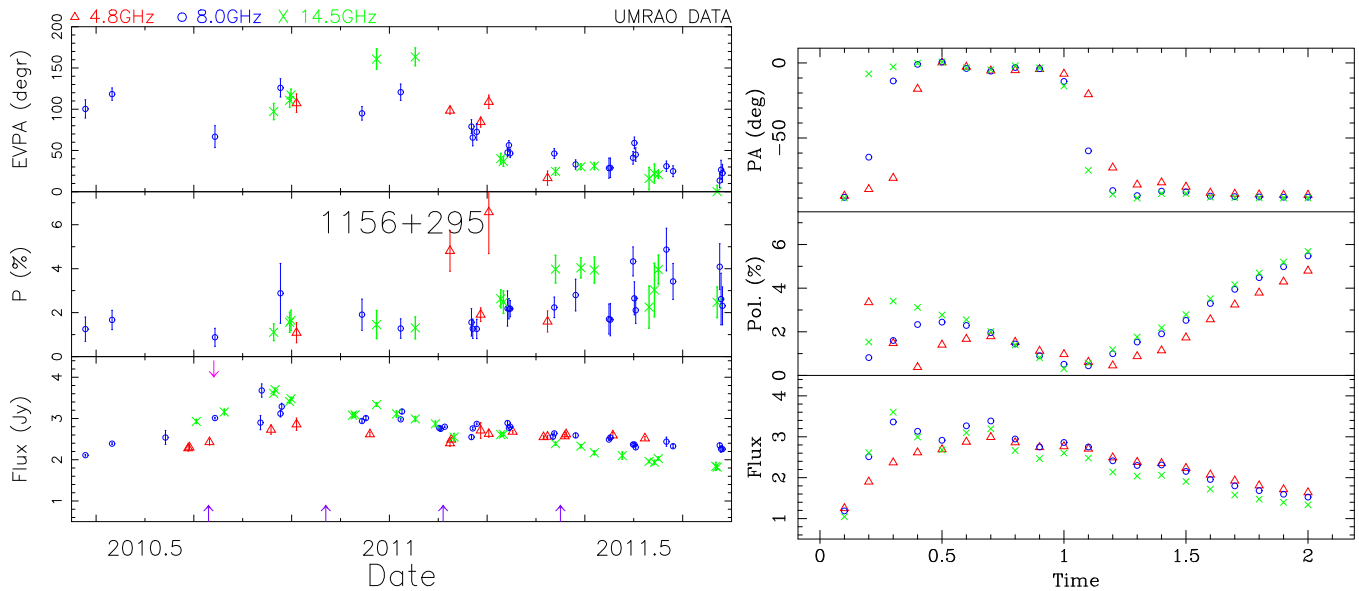 △ 4.8GHz ○ 8.0GHz × 14.5GHz UMRAO DATA
EVPA (degr)
200
150
100
50
0
P (%)
6
4
2
0
1156+295
Flux (Jy)
4
3
2
1
2010.5 2011 2011.5
Date
PA (deg)
0
−50
Pol. (%)
6
4
2
0
Flux
4
3
2
1
0 0.5 1 1.5 2
Time